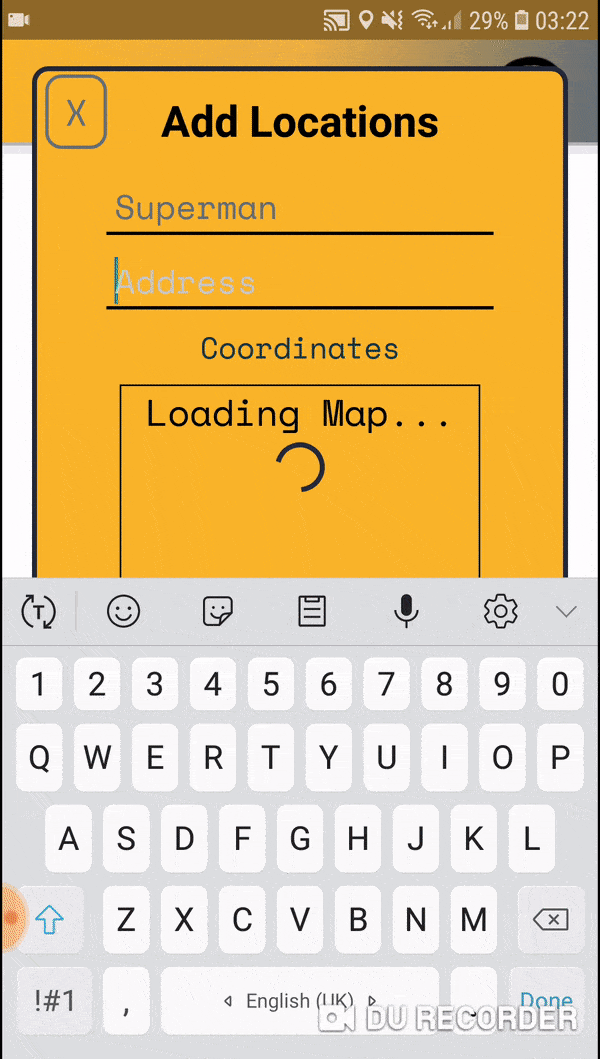 29% 03:22
X
Add Locations
Superman
Address
Coordinates
Loading Map...
T
1 2 3 4 5 6 7 8 9 0
Q W E R T Y U I O P
A S D F G H J K L
Z X C V B N M
!#1 , English (UK) . Done
DU RECORDER